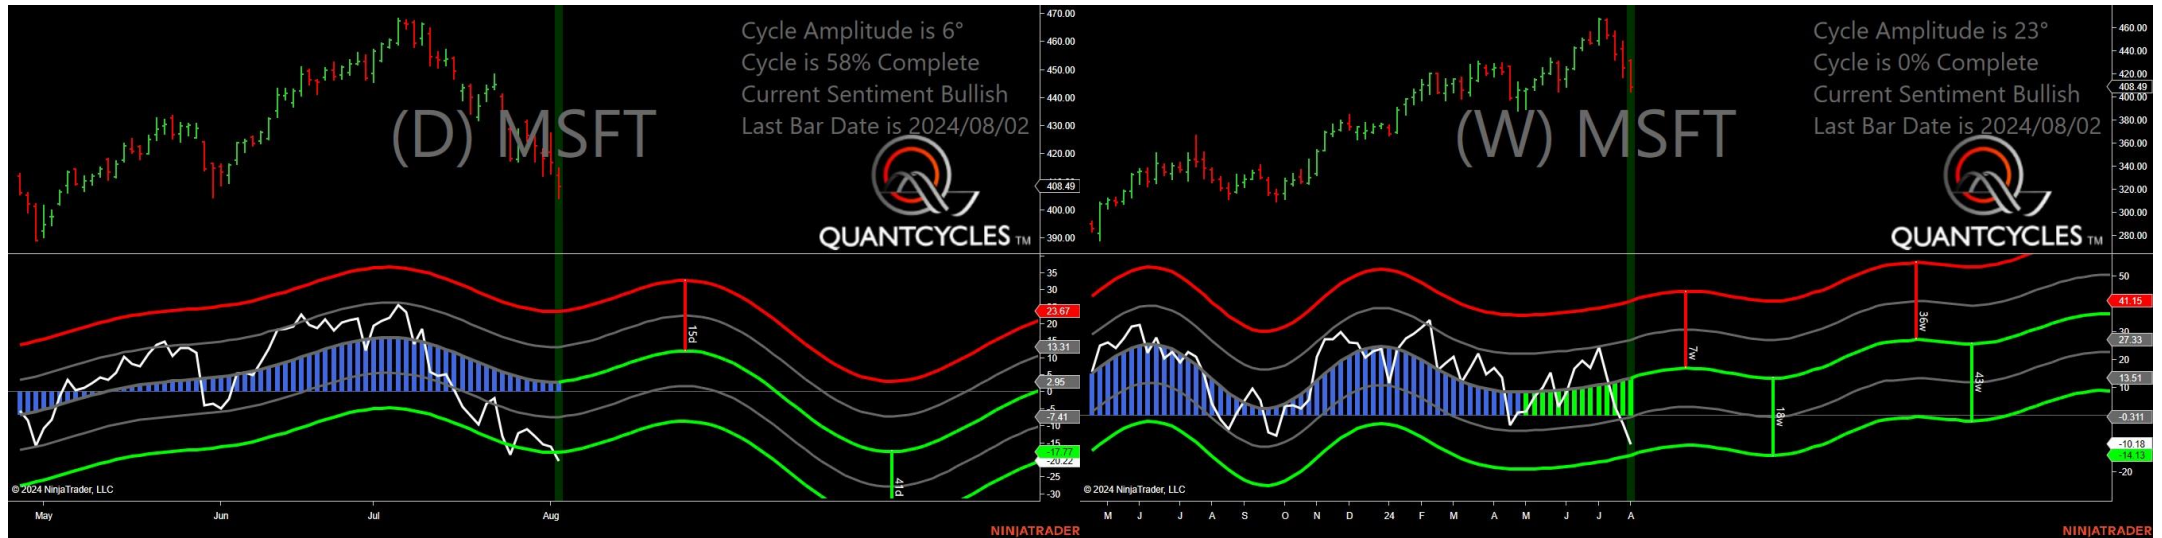 Cycle Amplitude is 6°
Cycle is 58% Complete
Current Sentiment Bullish
Last Bar Date is 2024/08/02
(D) MSFT
QUANTCYCLES TM
470.00
460.00
450.00
440.00
430.00
420.00
408.49
400.00
390.00
35
30
23.67
20
13.31
10
5
2.95
0
-5
-7.41
-10
-15
-17.77
-20.22
-25
-30
15d
41d
© 2024 NinjaTrader, LLC
May Jun Jul Aug
NINJATRADER
Cycle Amplitude is 23°
Cycle is 0% Complete
Current Sentiment Bullish
Last Bar Date is 2024/08/02
(W) MSFT
QUANTCYCLES TM
460.00
440.00
420.00
408.49
400.00
380.00
360.00
340.00
320.00
300.00
280.00
50
41.15
30
27.33
20
13.51
10
-0.311
-10.18
-14.13
-20
7w
18w
36w
43w
© 2024 NinjaTrader, LLC
M J J A S O N D 24 F M A M J J A
NINJATRADER